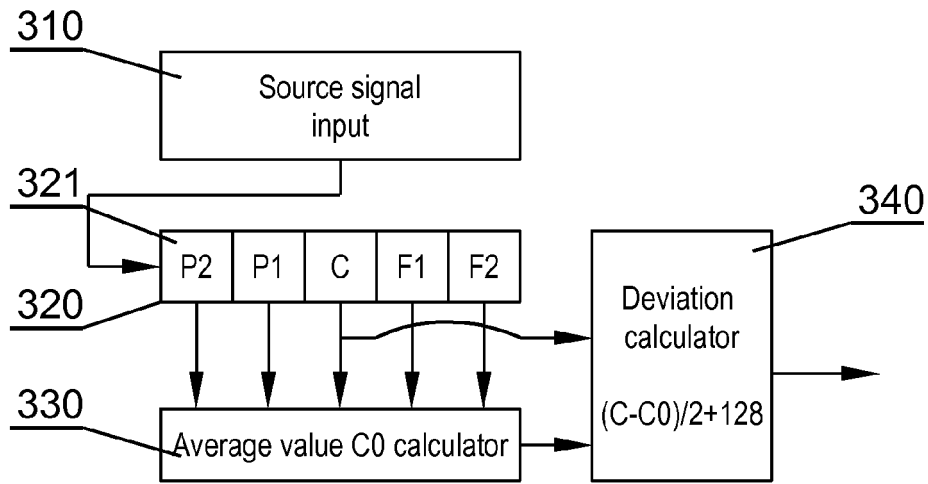 310
Source signal
input
321
340
P2 P1 C F1 F2
320
Deviation
calculator
(C-C0)/2+128
330
Average value C0 calculator